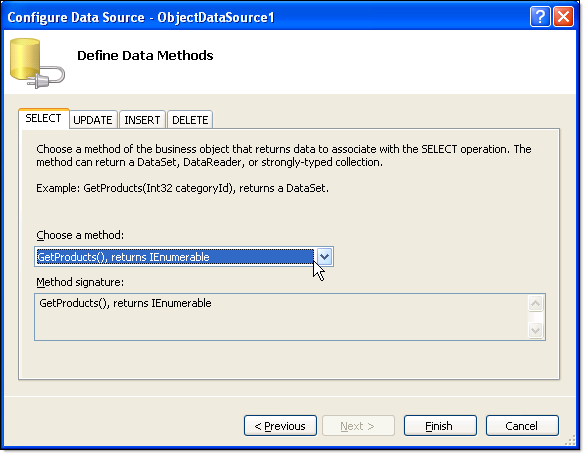 Configure Data Source - ObjectDataSource1
Define Data Methods
SELECT UPDATE INSERT DELETE
Choose a method of the business object that returns data to associate with the SELECT operation. The
method can return a DataSet, DataReader, or strongly-typed collection.
Example: GetProducts(Int32 categoryId), returns a DataSet.
Choose a method:
GetProducts(), returns IEnumerable
Method signature:
GetProducts(), returns IEnumerable
< Previous Next > Finish Cancel